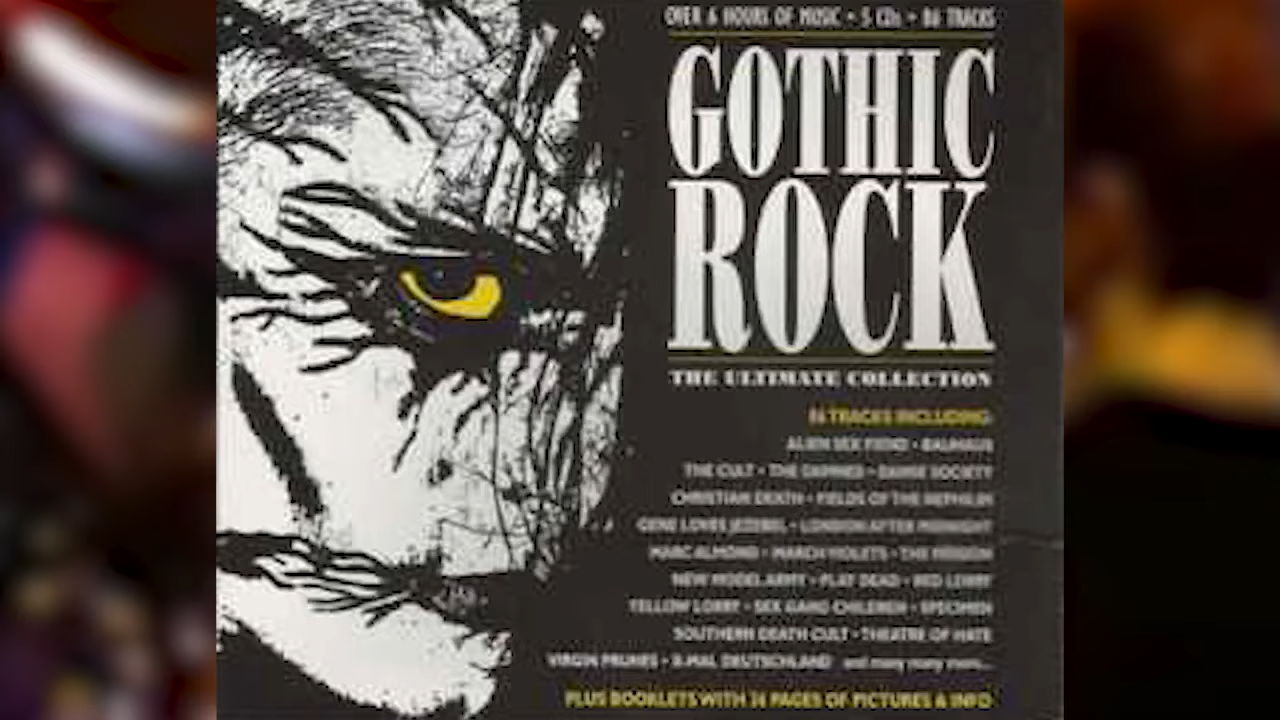 OVER 6 HOURS OF MUSIC • 5 CDs • 86 TRACKS
GOTHIC
ROCK
THE ULTIMATE COLLECTION
86 TRACKS INCLUDING:
ALIEN SEX FIEND • BAUHAUS
THE CULT • THE DAMNED • DANSE SOCIETY
CHRISTIAN DEATH • FIELDS OF THE NEPHILIM
GENE LOVES JEZEBEL • LONDON AFTER MIDNIGHT
MARC ALMOND • MARCH VIOLETS • THE MISSION
NEW MODEL ARMY • PLAY DEAD • RED LORRY
YELLOW LORRY • SEX GANG CHILDREN • SPECIMEN
SOUTHERN DEATH CULT • THEATRE OF HATE
VIRGIN PRUNES • X-MAL DEUTSCHLAND and many many more...
PLUS BOOKLETS WITH PAGES OF PICTURES & INFO